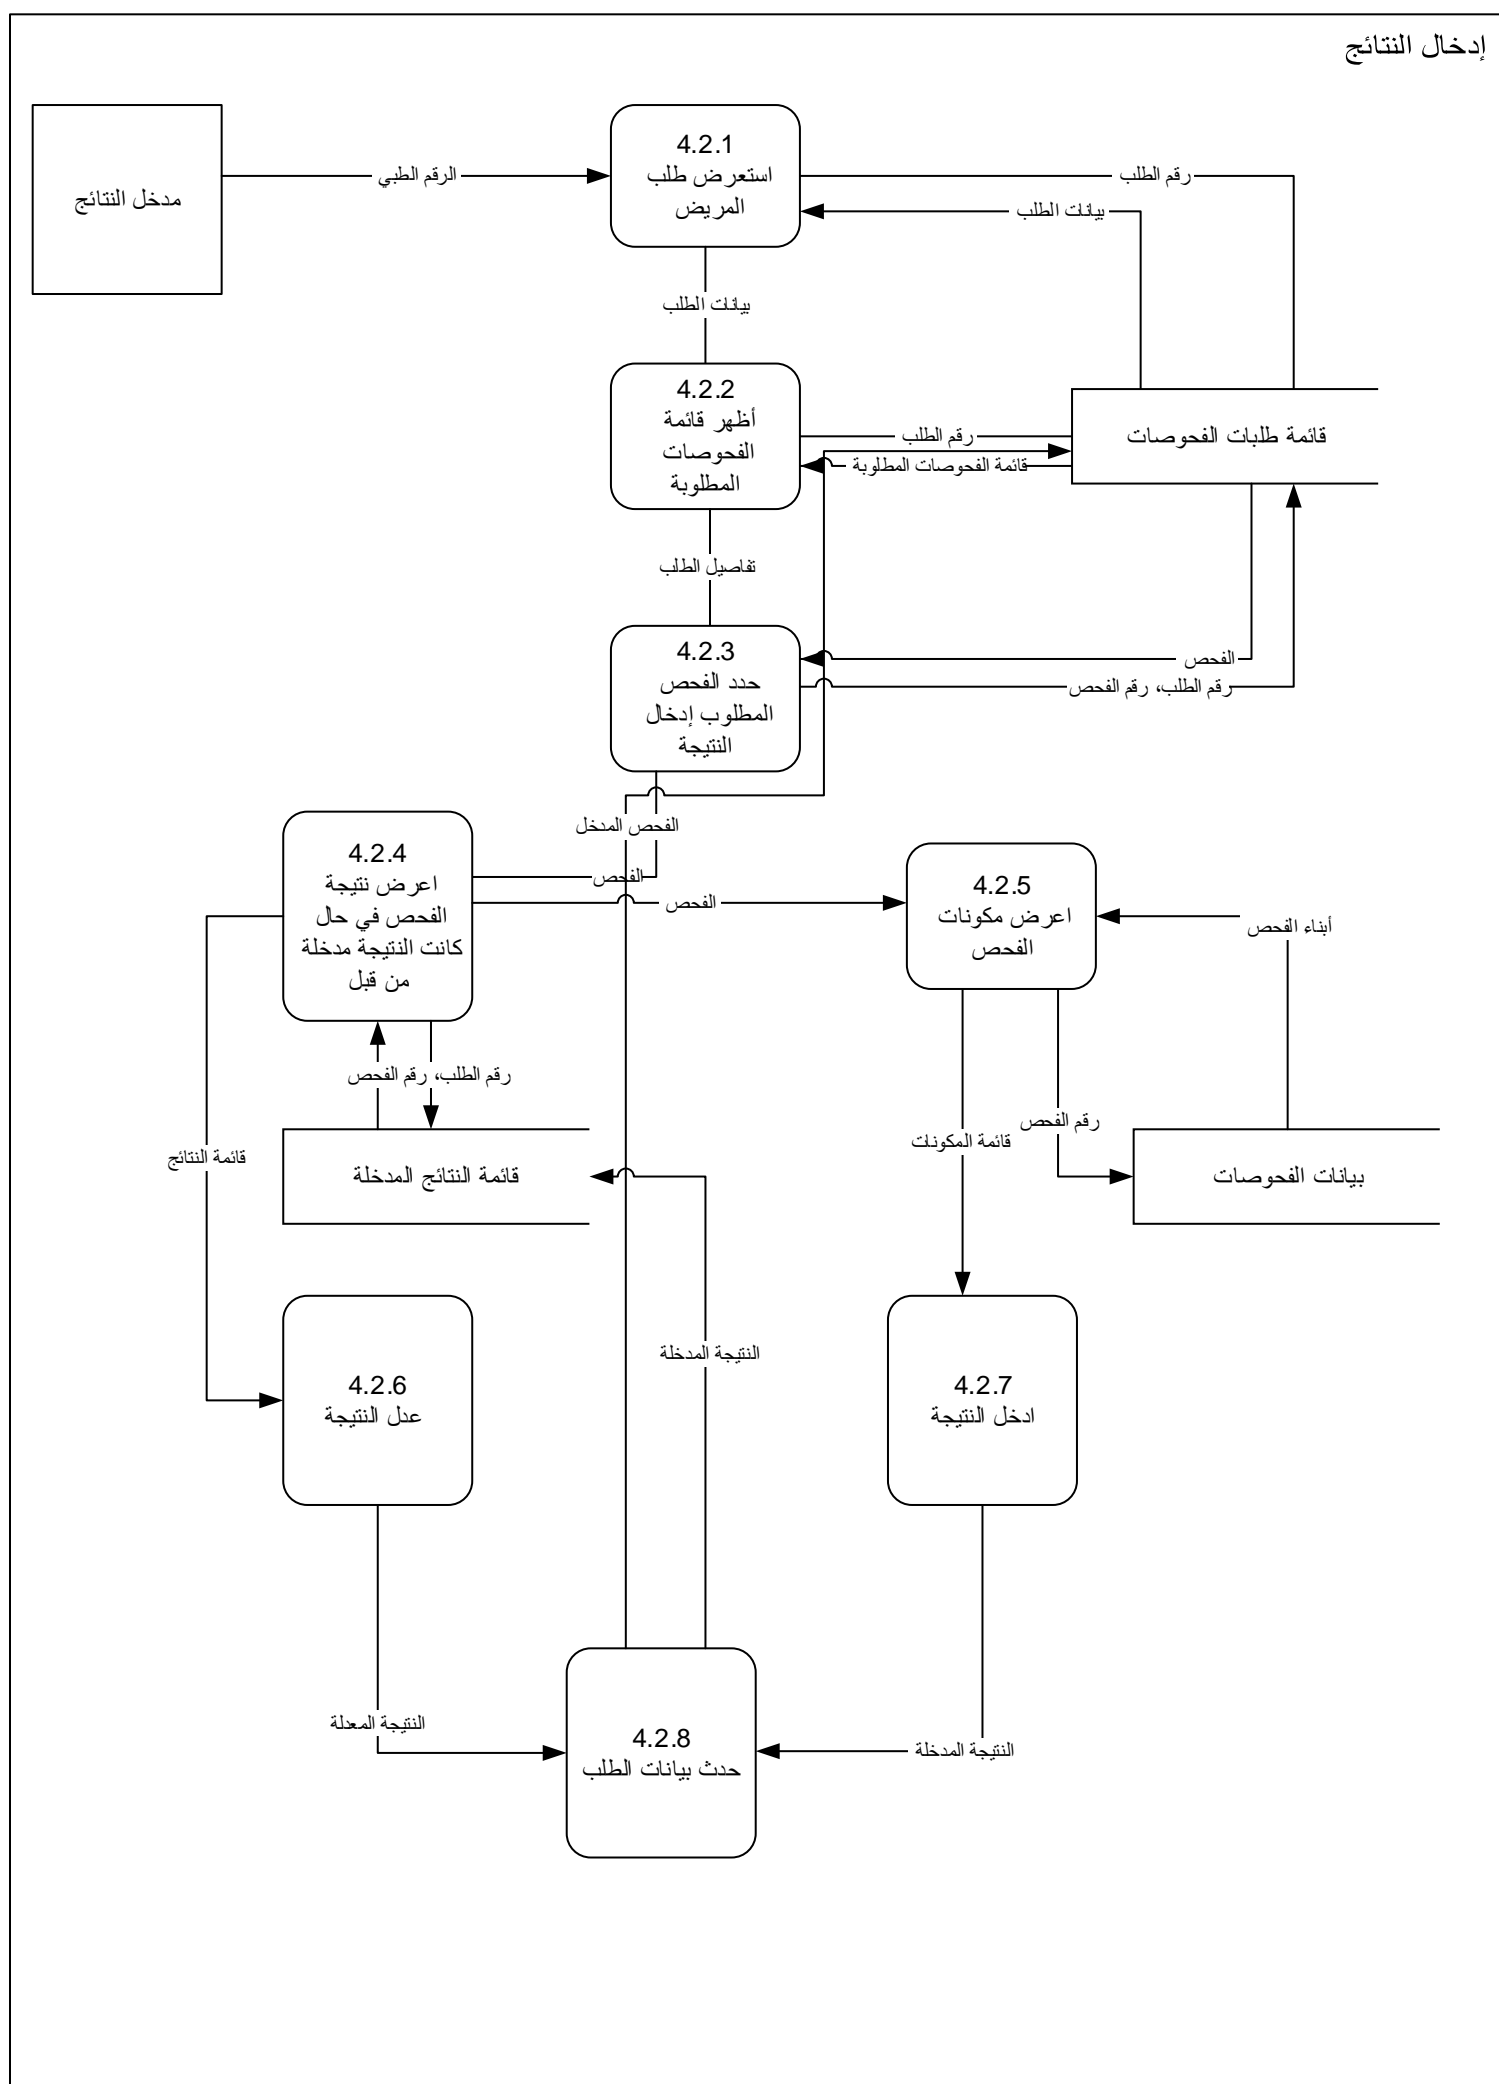 إدخال النتائج
مدخل النتائج
الرقم الطبي
4.2.1
استعرض طلب
المريض
رقم الطلب
بيانات الطلب
بيانات الطلب
4.2.2
أظهر قائمة
الفحوصات
المطلوبة
رقم الطلب
قائمة الفحوصات المطلوبة
قائمة طلبات الفحوصات
تفاصيل الطلب
4.2.3
حدد الفحص
المطلوب إدخال
النتيجة
الفحص
رقم الطلب، رقم الفحص
الفحص المدخل
4.2.4
اعرض نتيجة
الفحص في حال
كانت النتيجة مدخلة
من قبل
الفحص
الفحص
4.2.5
اعرض مكونات
الفحص
أبناء الفحص
رقم الطلب، رقم الفحص
قائمة النتائج
قائمة النتائج المدخلة
قائمة المكونات
رقم الفحص
بيانات الفحوصات
4.2.6
عدل النتيجة
النتيجة المدخلة
4.2.7
ادخل النتيجة
النتيجة المعدلة
4.2.8
حدث بيانات الطلب
النتيجة المدخلة